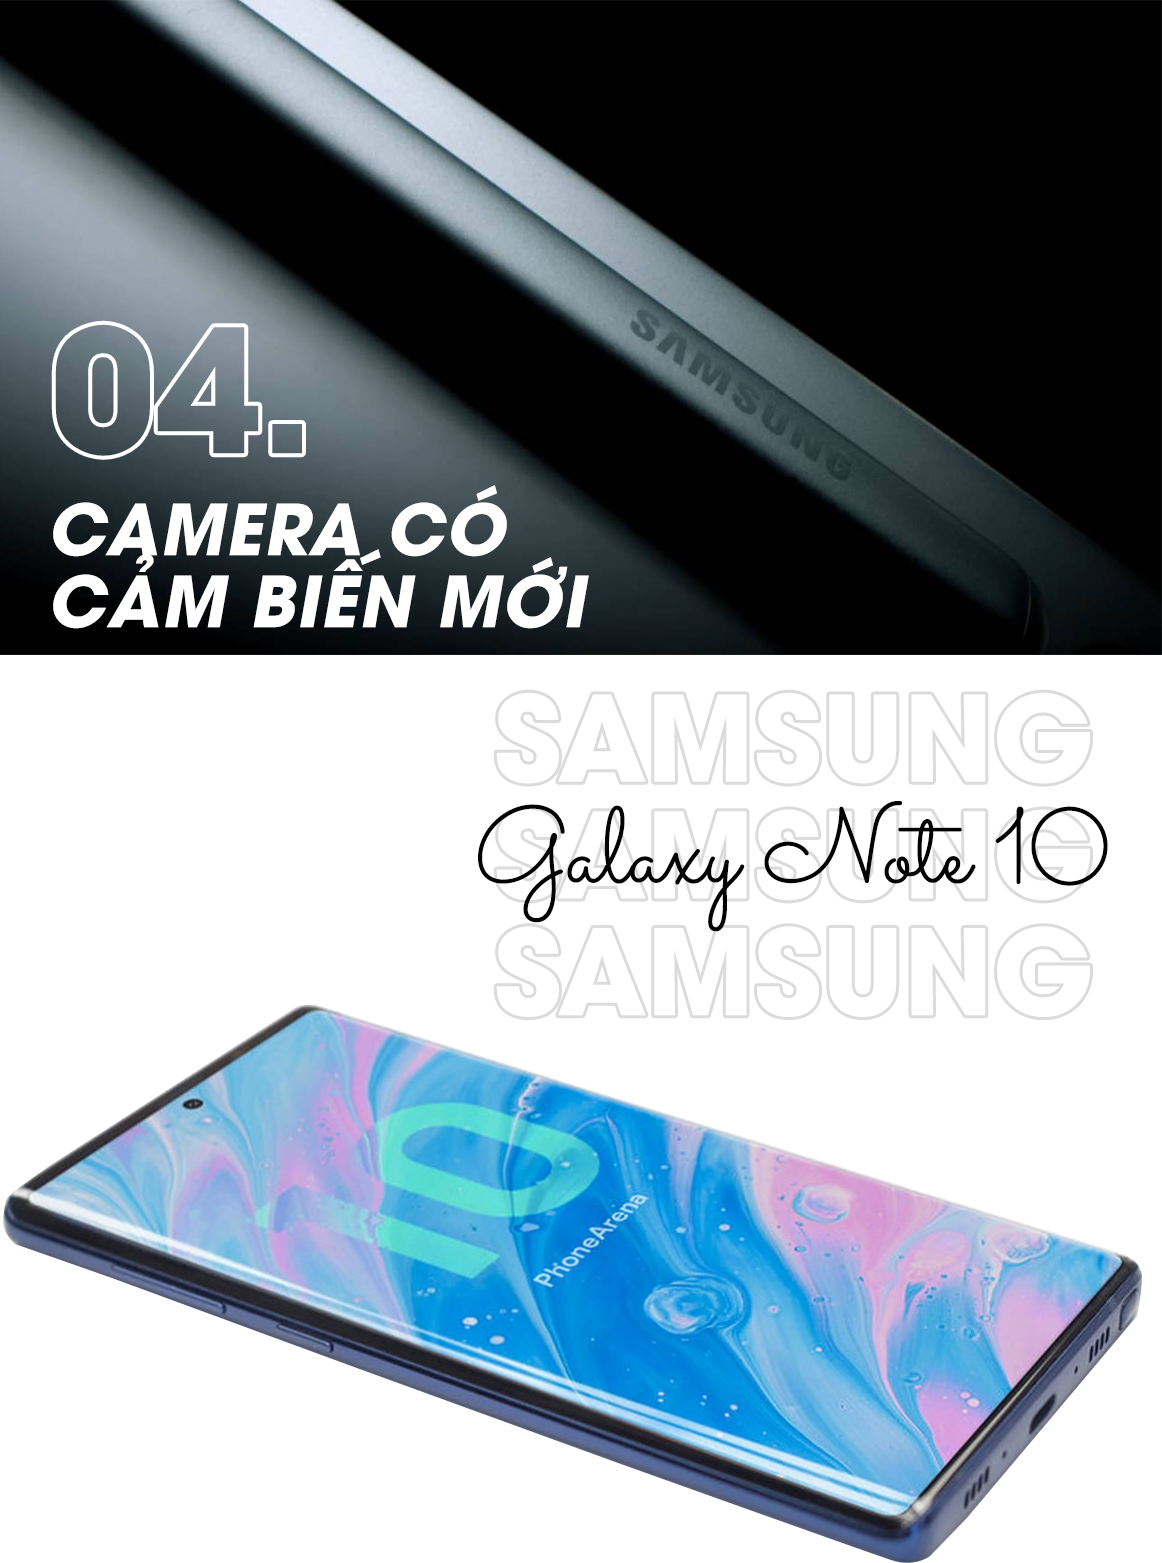 SAMSUNG
04.
CAMERA CÓ
CẢM BIẾN MỚI
SAMSUNG
Galaxy Note 10
SAMSUNG
SAMSUNG
10
PhoneArena